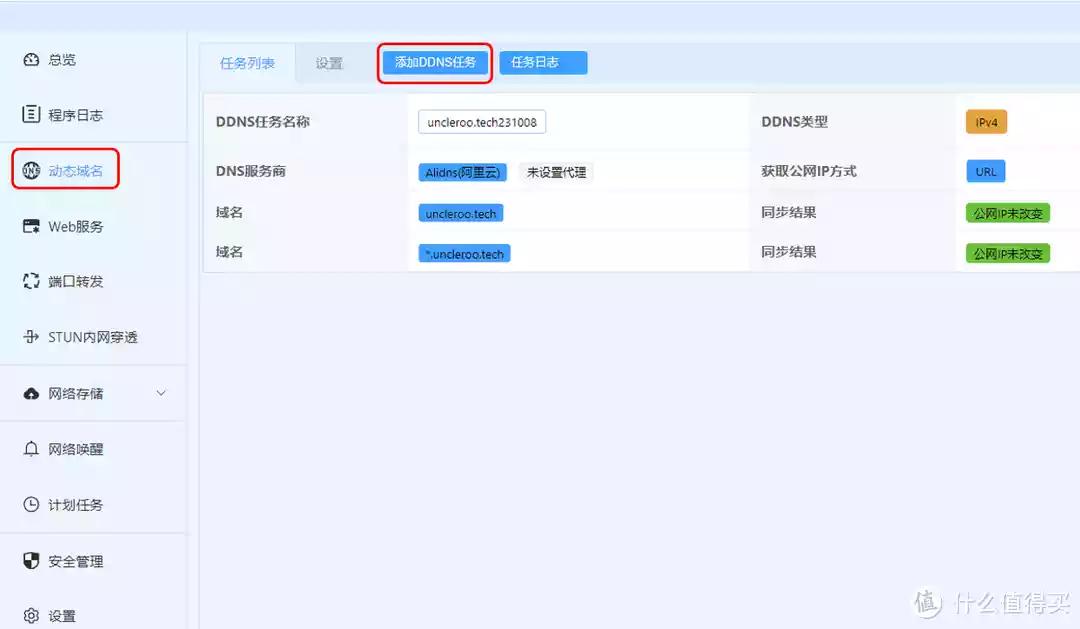 总览
程序日志
动态域名
Web服务
端口转发
STUN内网穿透
网络存储
网络唤醒
计划任务
安全管理
设置
任务列表 设置 添加DDNS任务 任务日志
DDNS任务名称 uncleroo.tech231008 DDNS类型 IPv4
DNS服务商 Alidns(阿里云) 未设置代理 获取公网IP方式 URL
域名 uncleroo.tech 同步结果 公网IP未改变
域名 *.uncleroo.tech 同步结果 公网IP未改变
值 什么值得买